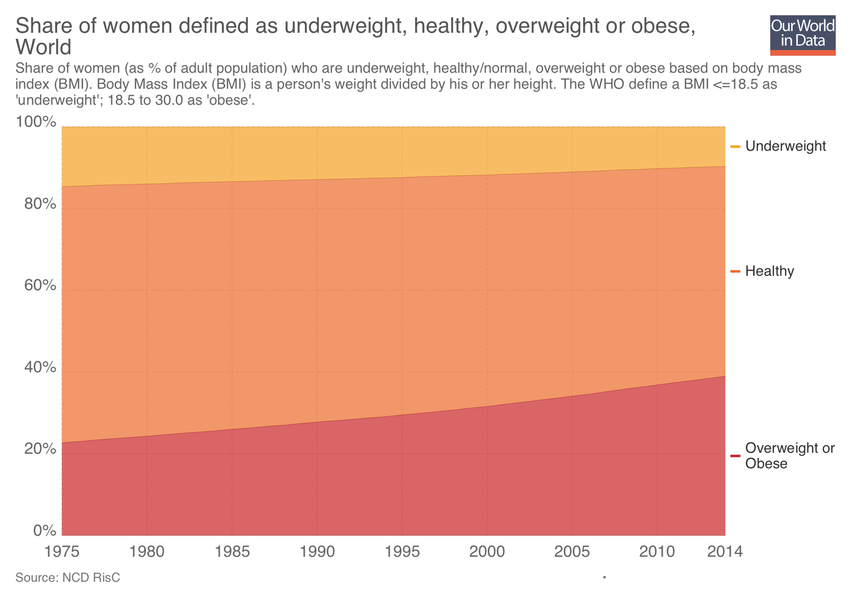 Share of women defined as underweight, healthy, overweight or obese,
World
Our World
in Data
Share of women (as % of adult population) who are underweight, healthy/normal, overweight or obese based on body mass
index (BMI). Body Mass Index (BMI) is a person's weight divided by his or her height. The WHO define a BMI <=18.5 as
'underweight'; 18.5 to 30.0 as 'obese'.
100%
80%
60%
40%
20%
0%
Underweight
Healthy
Overweight or
Obese
1975 1980 1985 1990 1995 2000 2005 2010 2014
Source: NCD RisC